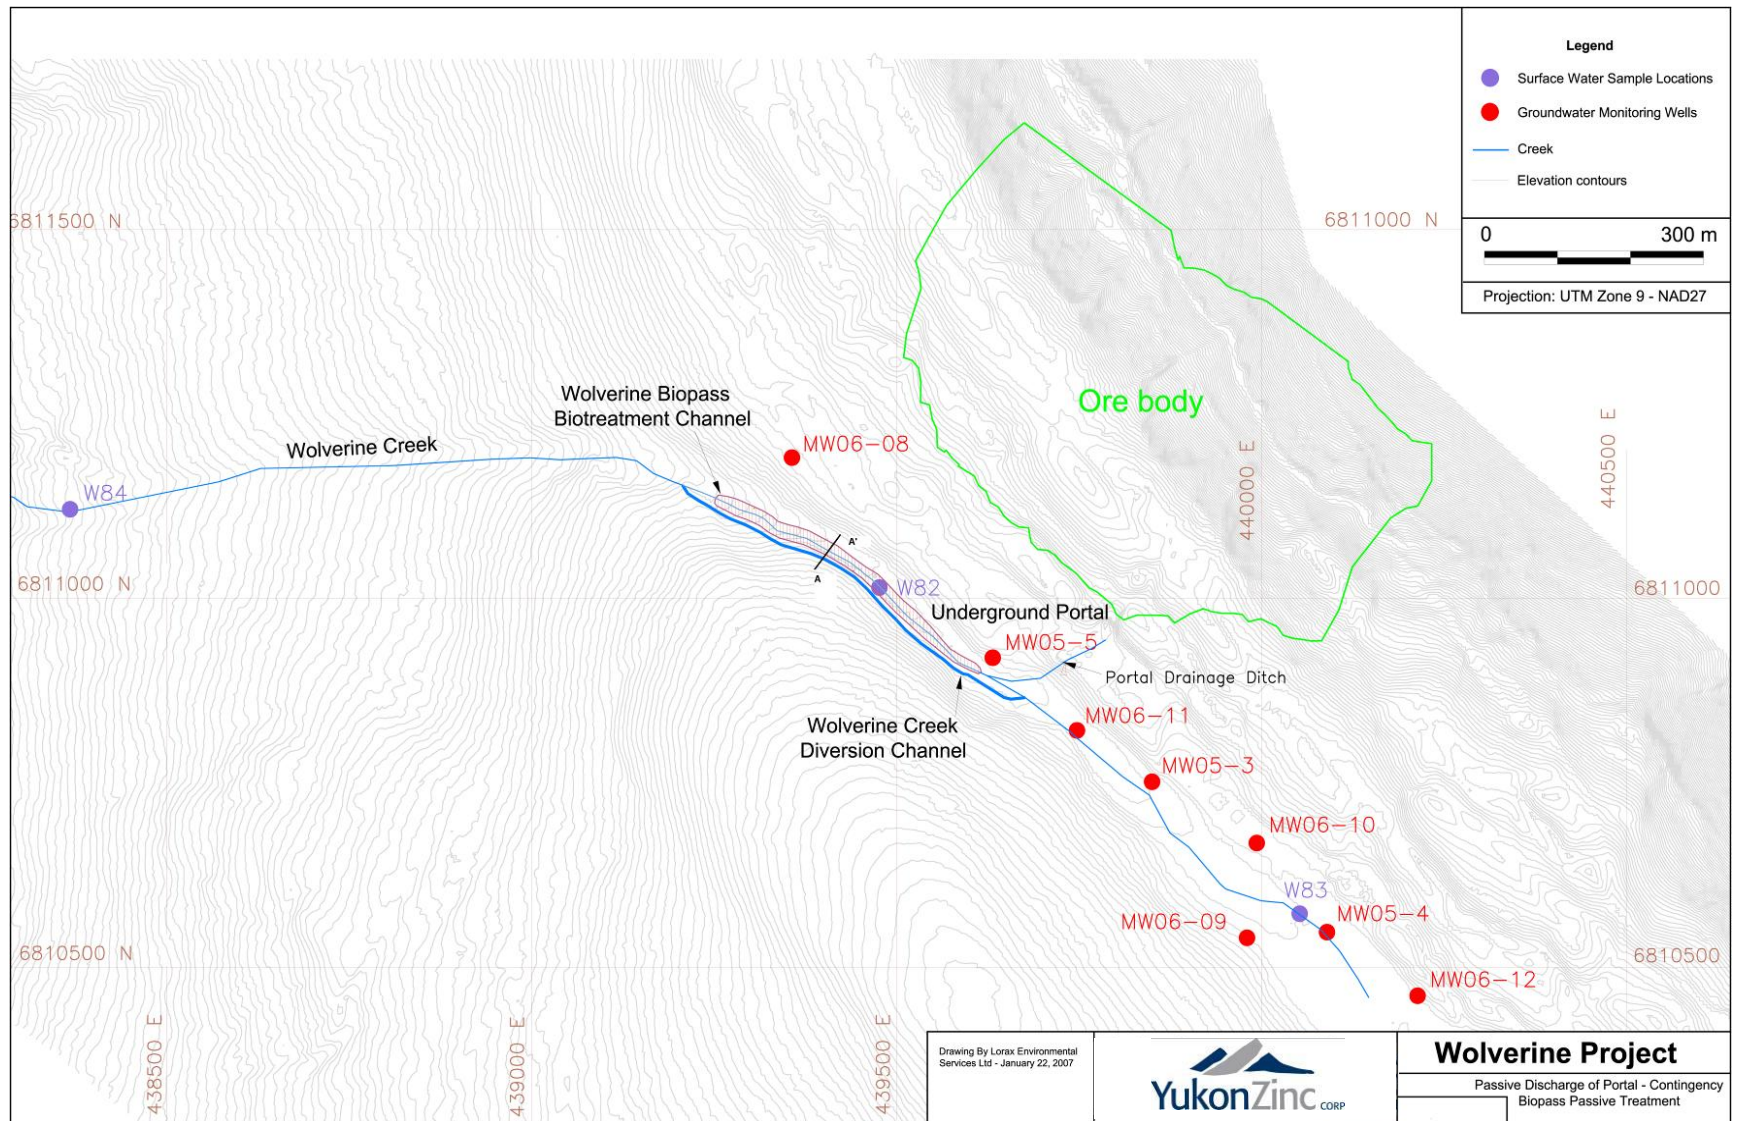 Legend
Surface Water Sample Locations
Groundwater Monitoring Wells
Creek
Elevation contours
0 300 m
Projection: UTM Zone 9 - NAD27
6811500 N
6811000 N
Ore body
Wolverine Biopass
Biotreatment Channel
Wolverine Creek
MW06-08
W84
440000 E
440500 E
A'
A
6811000 N
W82
6811000
Underground Portal
MW05-5
Portal Drainage Ditch
MW06-11
Wolverine Creek
Diversion Channel
MW05-3
MW06-10
W83
MW06-09
MW05-4
6810500 N
6810500
MW06-12
438500 E
439000 E
439500 E
Drawing By Lorax Environmental
Services Ltd - January 22, 2007
YukonZinc CORP
Wolverine Project
Passive Discharge of Portal - Contingency
Biopass Passive Treatment